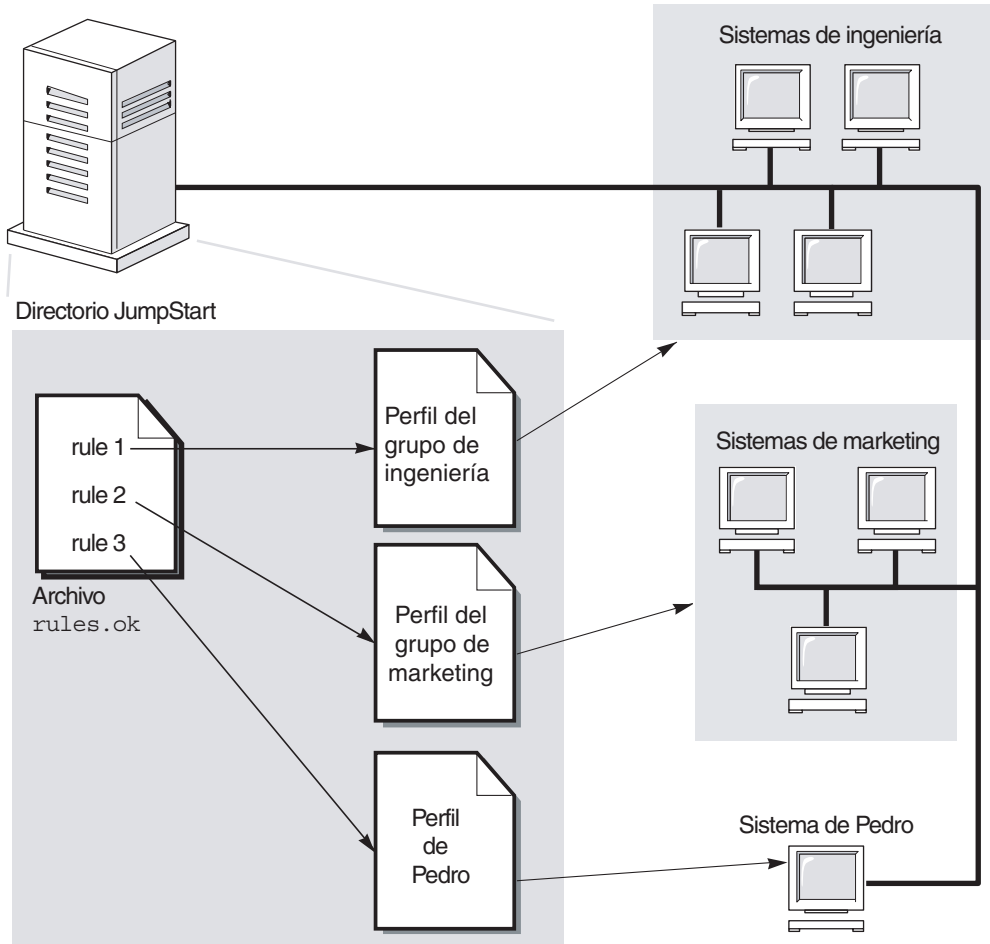 Sistemas de ingeniería
Directorio JumpStart
rule 1
rule 2
rule 3
Archivo
rules.ok
Perfil del
grupo de
ingeniería
Perfil del
grupo de
marketing
Perfil
de
Pedro
Sistemas de marketing
Sistema de Pedro